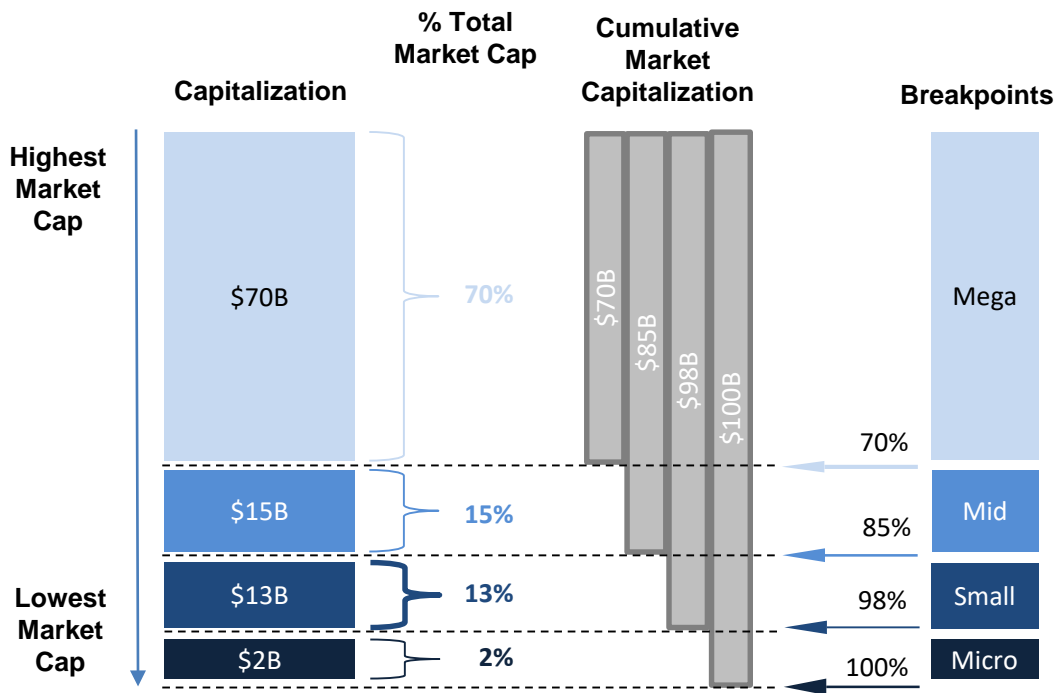 % Total
Market Cap
Cumulative
Market
Capitalization
Capitalization
Breakpoints
Highest
Market
Cap
$70B
70%
$70B
$85B
$98B
$100B
Mega
70%
$15B
15%
85%
Mid
Lowest
Market
Cap
$13B
13%
98%
Small
$2B
2%
100%
Micro